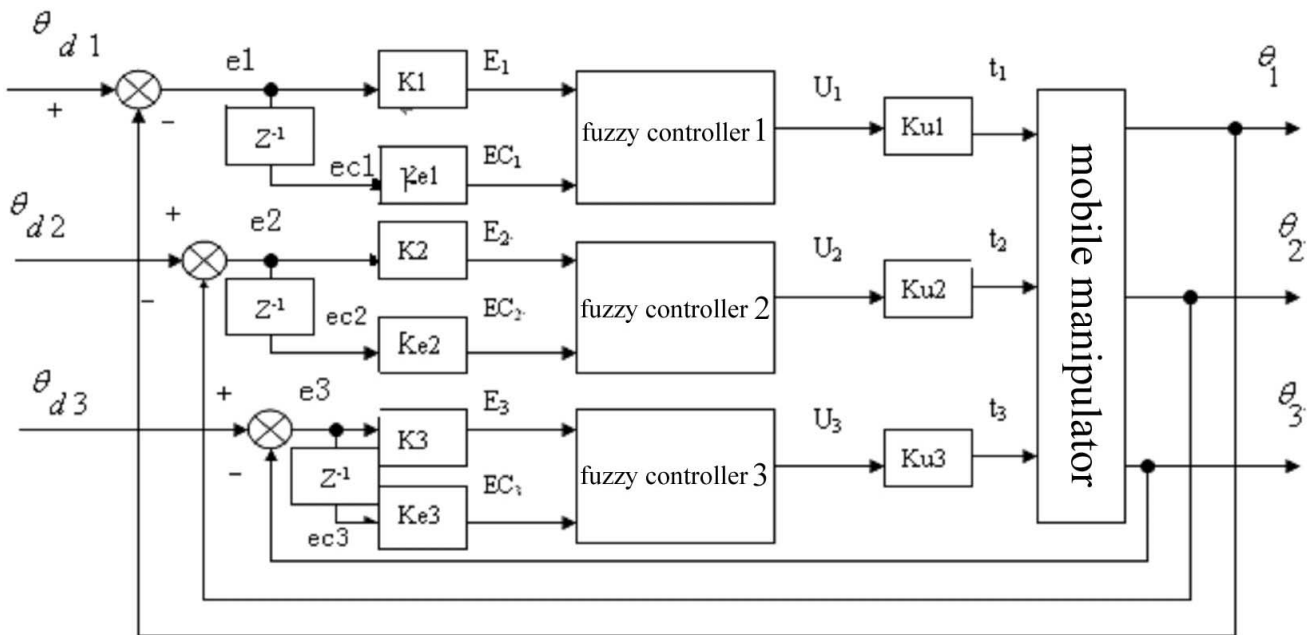 θd1
+
−
e1
Z⁻¹
ec1
K1
Ke1
E₁
EC₁
fuzzy controller 1
U₁
Ku1
t₁
θ₁
θd2
+
−
e2
Z⁻¹
ec2
K2
Ke2
E₂
EC₂
fuzzy controller 2
U₂
Ku2
t₂
θ₂
θd3
+
−
e3
Z⁻¹
ec3
K3
Ke3
E₃
EC₃
fuzzy controller 3
U₃
Ku3
t₃
θ₃
mobile manipulator